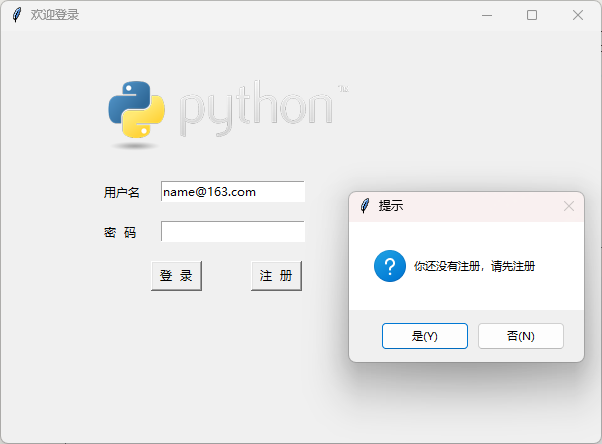 欢迎登录
python™
用户名 name@163.com
密 码
登 录 注 册
提示
你还没有注册，请先注册
是(Y) 否(N)